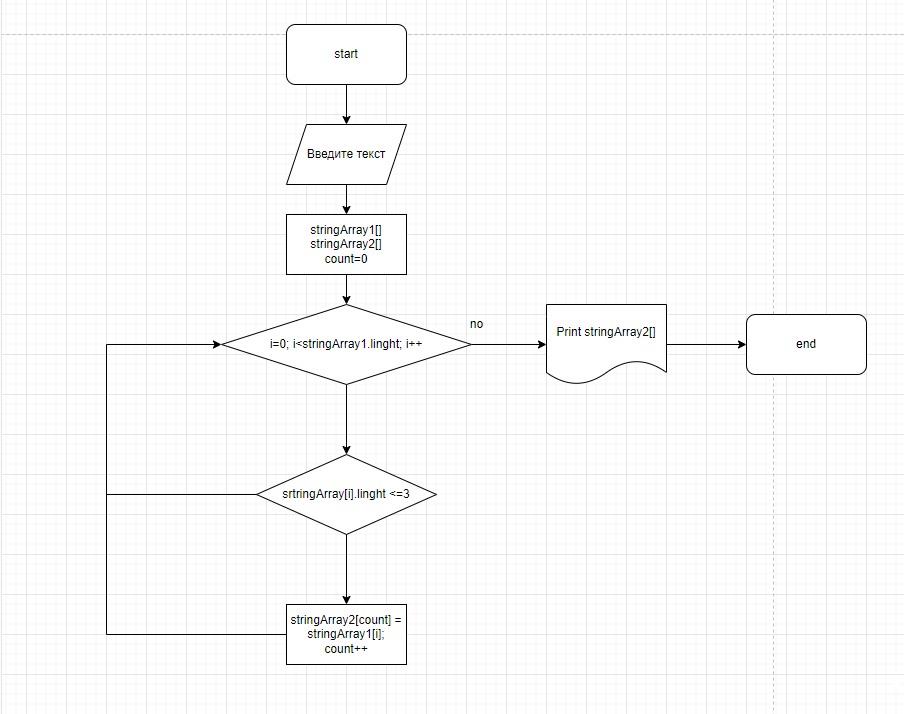 start
Введите текст
stringArray1[]
stringArray2[]
count=0
i=0; i<stringArray1.linght; i++
no
Print stringArray2[]
end
srtringArray[i].linght <=3
stringArray2[count] =
stringArray1[i];
count++